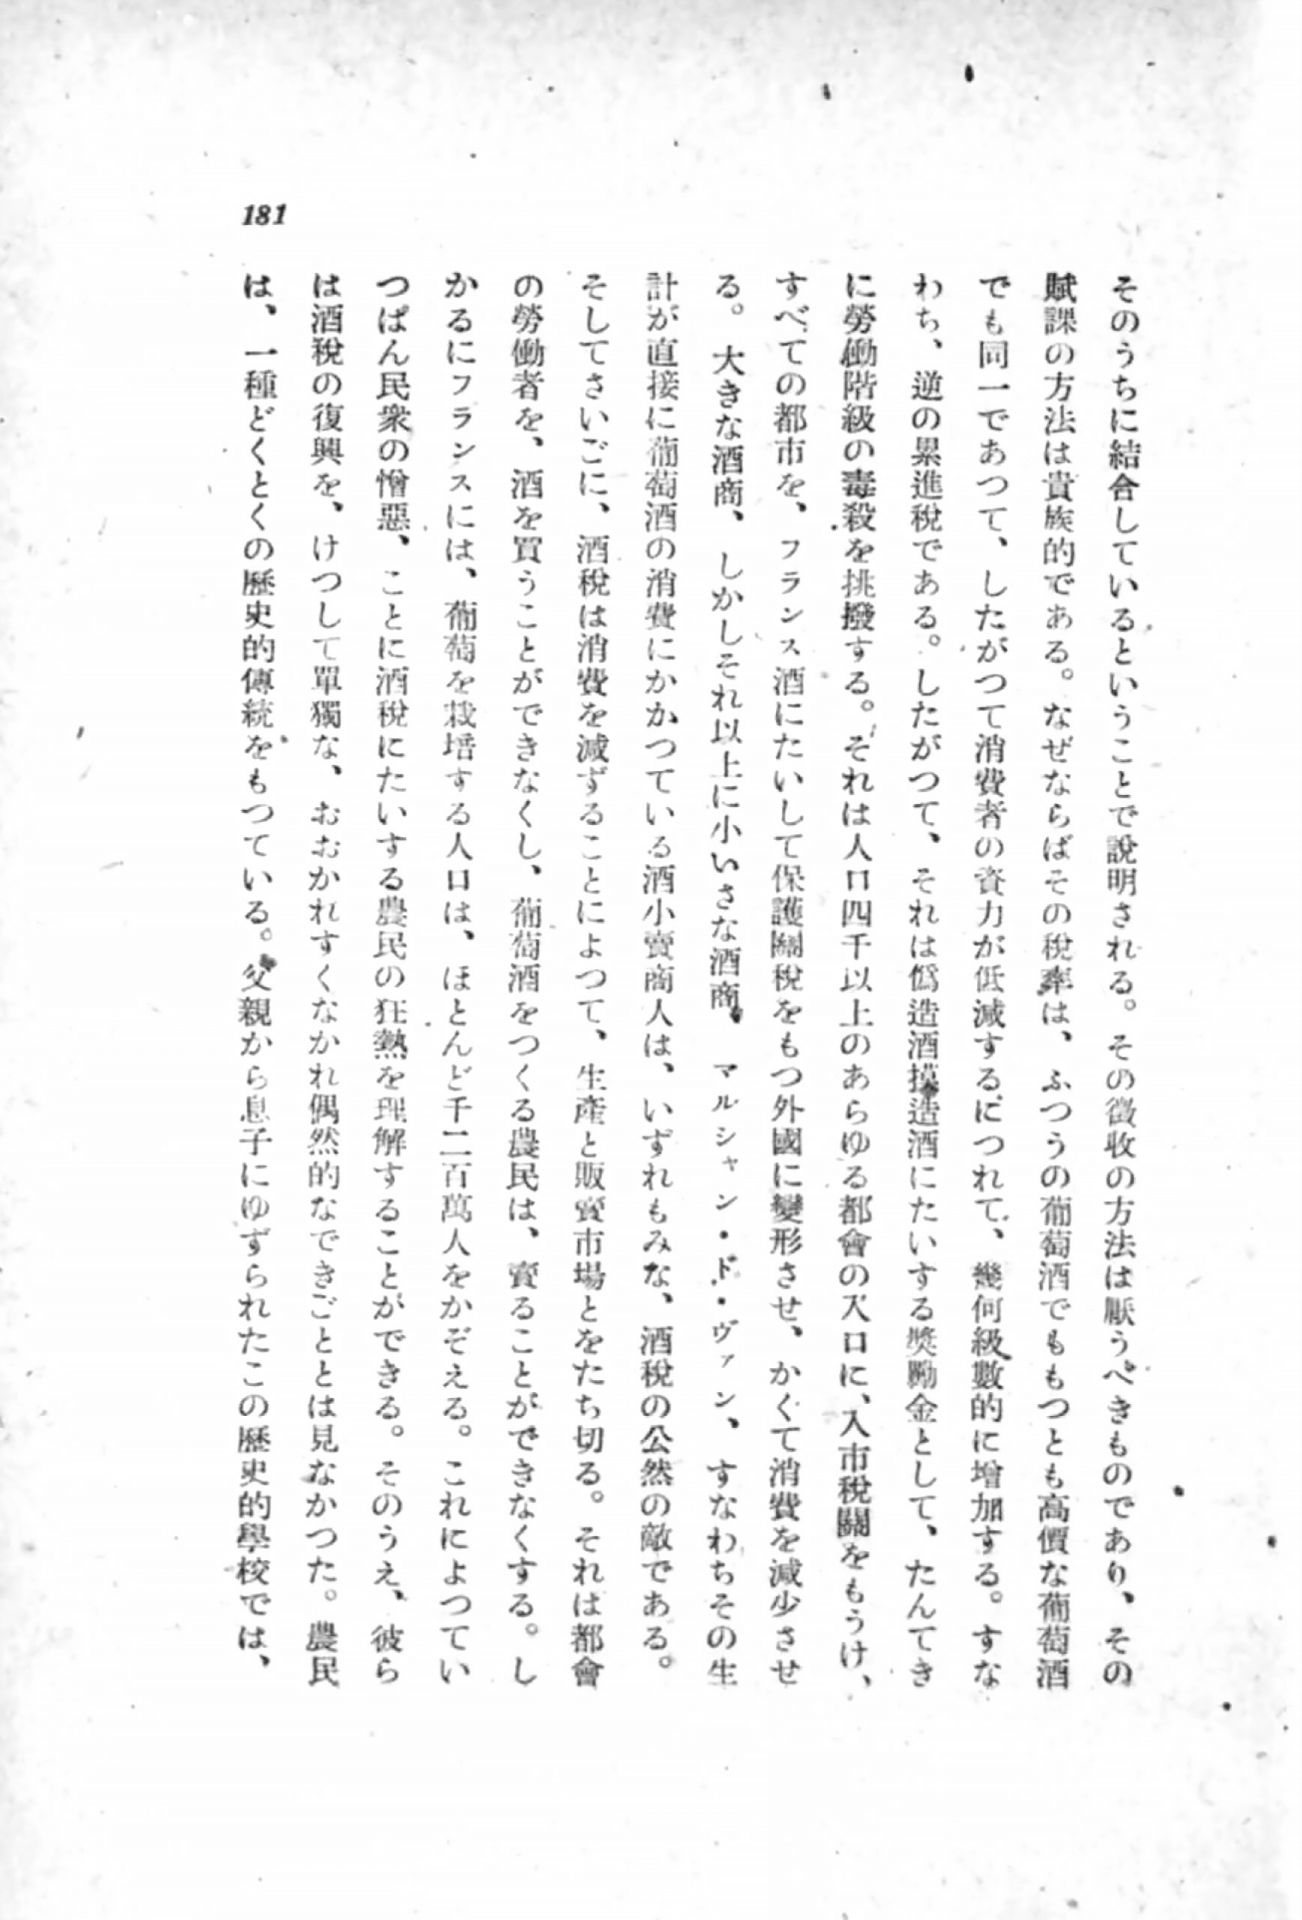 181
そのうちに結合しているということで說明される。その徵收の方法は厭うべきものであり、その
賦課の方法は貴族的である。なぜならばその稅率は、ふつうの葡萄酒でももつとも高價な葡萄酒
でも同一であつて、したがつて消費者の資力が低減するにつれて、幾何級數的に增加する。すな
わち、逆の累進稅である。したがつて、それは僞造酒摸造酒にたいする獎勵金として、たんてき
に勞働階級の毒殺を挑撥する。それは人口四千以上のあらゆる都會の入口に、入市稅關をもうけ、
すべての都市を、フランス酒にたいして保護關稅をもつ外國に變形させ、かくて消費を減少させ
る。大きな酒商、しかしそれ以上に小いさな酒商、マルシャン・ド・ヴァン、すなわちその生
計が直接に葡萄酒の消費にかかつている酒小賣商人は、いずれもみな、酒稅の公然の敵である。
そしてさいごに、酒稅は消費を減ずることによつて、生產と販賣市場とをたち切る。それは都會
の勞働者を、酒を買うことができなくし、葡萄酒をつくる農民は、賣ることができなくする。し
かるにフランスには、葡萄を栽培する人口は、ほとんど千二百萬人をかぞえる。これによつてい
つぱん民衆の憎惡、ことに酒稅にたいする農民の狂熱を理解することができる。そのうえ、彼ら
は酒稅の復興を、けつして單獨な、おおかれすくなかれ偶然的なできごととは見なかつた。農民
は、一種どくとくの歷史的傳統をもつている。父親から息子にゆずられたこの歷史的學校では、